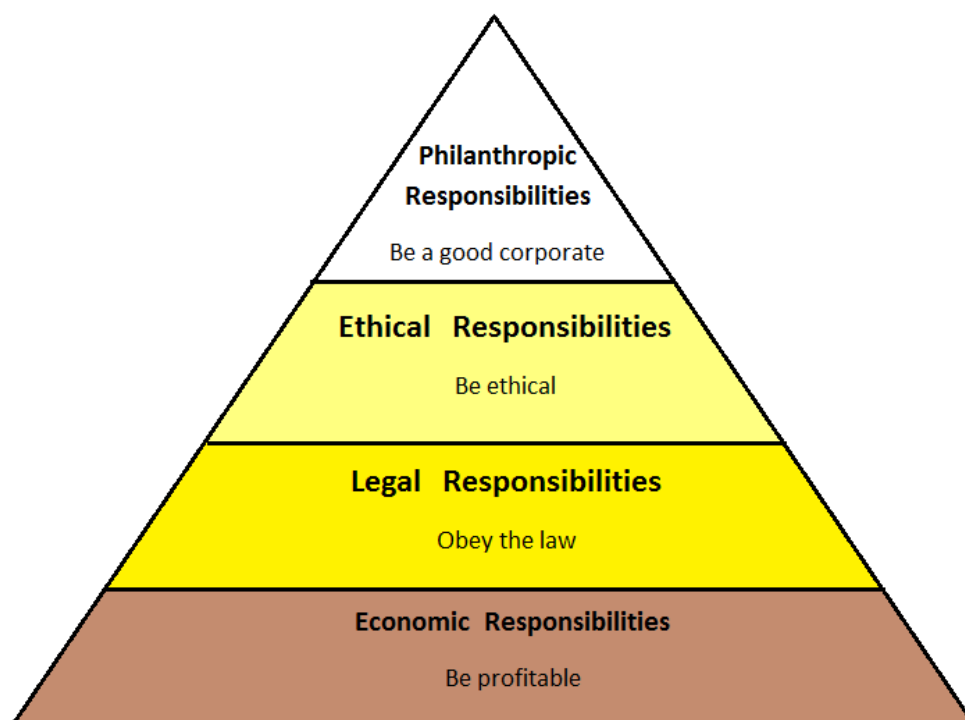 Philanthropic
Responsibilities
Be a good corporate
Ethical Responsibilities
Be ethical
Legal Responsibilities
Obey the law
Economic Responsibilities
Be profitable